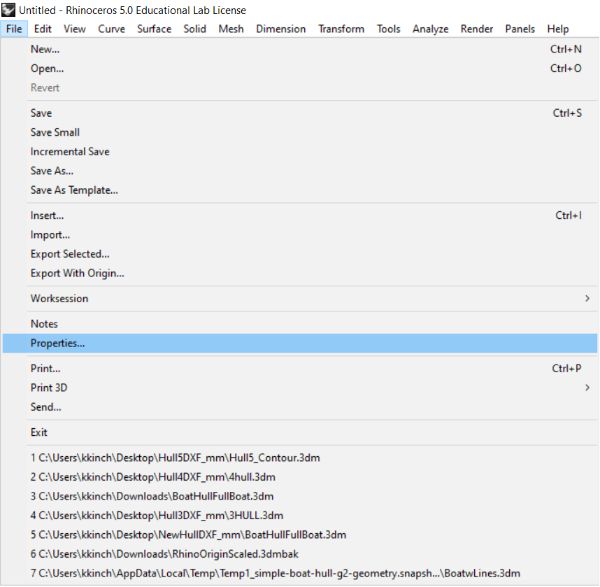 Untitled - Rhinoceros 5.0 Educational Lab License
File Edit View Curve Surface Solid Mesh Dimension Transform Tools Analyze Render Panels Help
New... Ctrl+N
Open... Ctrl+O
Revert
Save Ctrl+S
Save Small
Incremental Save
Save As...
Save As Template...
Insert... Ctrl+I
Import...
Export Selected...
Export With Origin...
Worksession
Notes
Properties...
Print... Ctrl+P
Print 3D
Send...
Exit
1 C:\Users\kkinch\Desktop\Hull5DXF_mm\Hull5_Contour.3dm
2 C:\Users\kkinch\Desktop\Hull4DXF_mm\4hull.3dm
3 C:\Users\kkinch\Downloads\BoatHullFullBoat.3dm
4 C:\Users\kkinch\Desktop\Hull3DXF_mm\3HULL.3dm
5 C:\Users\kkinch\Desktop\NewHullDXF_mm\BoatHullFullBoat.3dm
6 C:\Users\kkinch\Downloads\RhinoOriginScaled.3dmbak
7 C:\Users\kkinch\AppData\Local\Temp\Temp1_simple-boat-hull-g2-geometry.snapsh...\BoatwLines.3dm